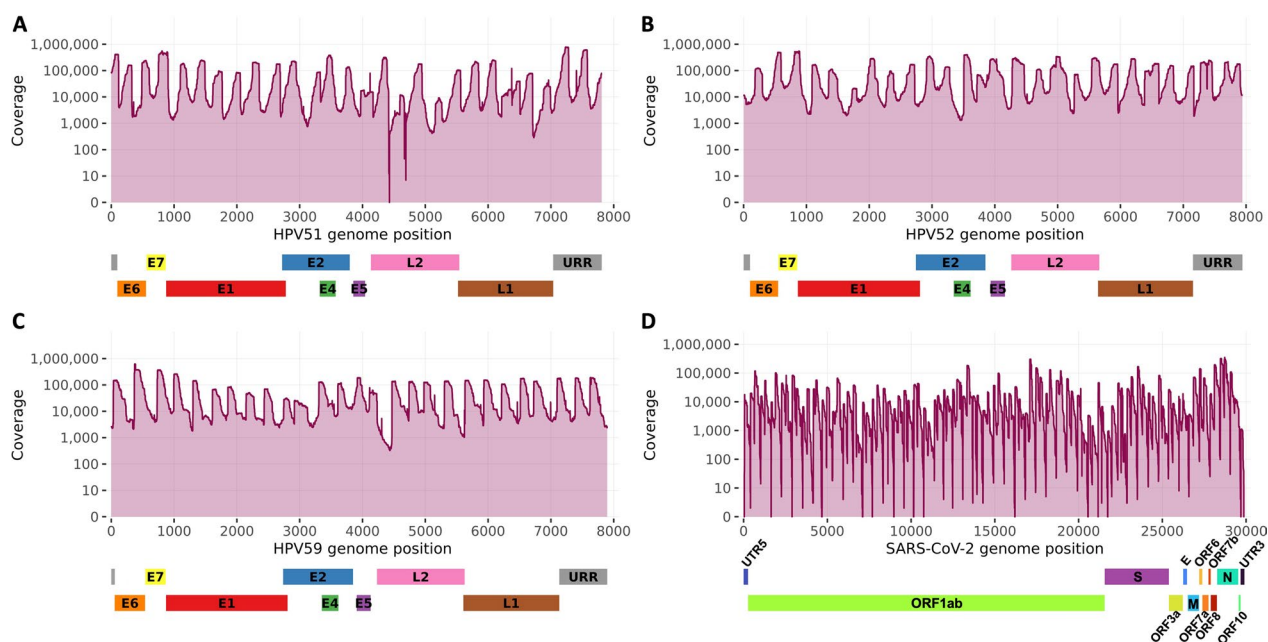 A
1,000,000
100,000
10,000
1,000
100
10
0
Coverage
0 1000 2000 3000 4000 5000 6000 7000 8000
HPV51 genome position
E7 E2 L2 URR
E6 E1 E4 E5 L1
B
1,000,000
100,000
10,000
1,000
100
10
0
Coverage
0 1000 2000 3000 4000 5000 6000 7000 8000
HPV52 genome position
E7 E2 L2 URR
E6 E1 E4 E5 L1
C
1,000,000
100,000
10,000
1,000
100
10
0
Coverage
0 1000 2000 3000 4000 5000 6000 7000 8000
HPV59 genome position
E7 E2 L2 URR
E6 E1 E4 E5 L1
D
1,000,000
100,000
10,000
1,000
100
10
0
Coverage
0 5000 10000 15000 20000 25000 30000
SARS-CoV-2 genome position
UTR5 E ORF6 ORF7b UTR3
S N
ORF1ab M
ORF3a ORF7a ORF8 ORF10